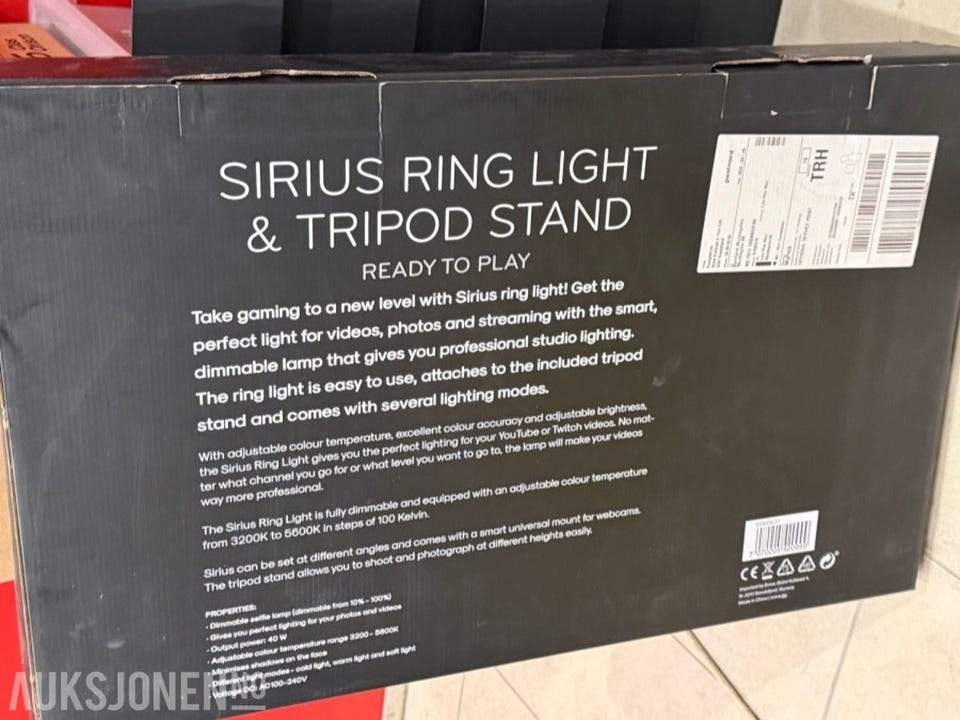 SIRIUS RING LIGHT
& TRIPOD STAND
READY TO PLAY
Take gaming to a new level with Sirius ring light! Get the
perfect light for videos, photos and streaming with the smart,
dimmable lamp that gives you professional studio lighting.
The ring light is easy to use, attaches to the included tripod
stand and comes with several lighting modes.
With adjustable colour temperature, excellent colour accuracy and adjustable brightness,
the Sirius Ring Light gives you the perfect lighting for your YouTube or Twitch videos. No mat-
ter what channel you go for or what level you want to go to, the lamp will make your videos
way more professional.
The Sirius Ring Light is fully dimmable and equipped with an adjustable colour temperature
from 3200K to 5600K in steps of 100 Kelvin.
Sirius can be set at different angles and comes with a smart universal mount for webcams.
The tripod stand allows you to shoot and photograph at different heights easily.
PROPERTIES:
· Dimmable selfie lamp (dimmable from 10% - 100%)
· Gives you perfect lighting for your photos and videos
· Output power: 40 W
· Adjustable colour temperature range 3200 - 5600K
· Minimises shadows on the face
· Different light modes - cold light, warm light and soft light
· Voltage: DC/AC100-240V
postnord
TRH
CE
Made in China
AUKSJONEN.NO